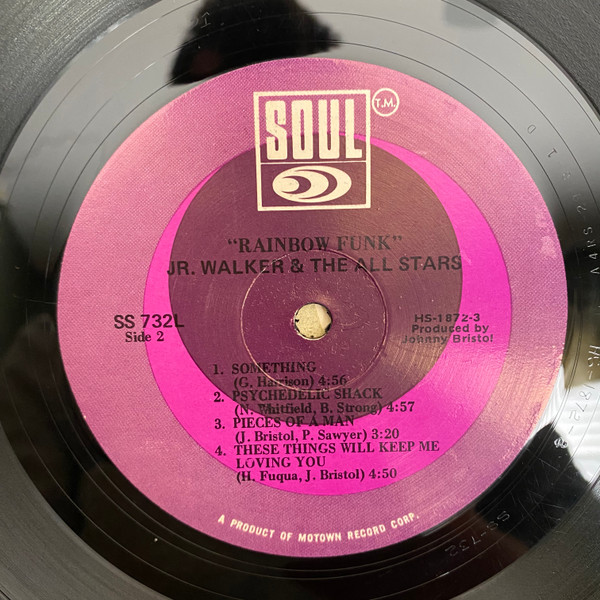 SOUL
T.M.
"RAINBOW FUNK"
JR. WALKER & THE ALL STARS
SS 732L
Side 2
HS-1872-3
Produced by
Johnny Bristol
1. SOMETHING
(G. Harrison) 4:56
2. PSYCHEDELIC SHACK
(N. Whitfield, B. Strong) 4:57
3. PIECES OF A MAN
(J. Bristol, P. Sawyer) 3:20
4. THESE THINGS WILL KEEP ME
LOVING YOU
(H. Fuqua, J. Bristol) 4:50
A PRODUCT OF MOTOWN RECORD CORP.
SS-732